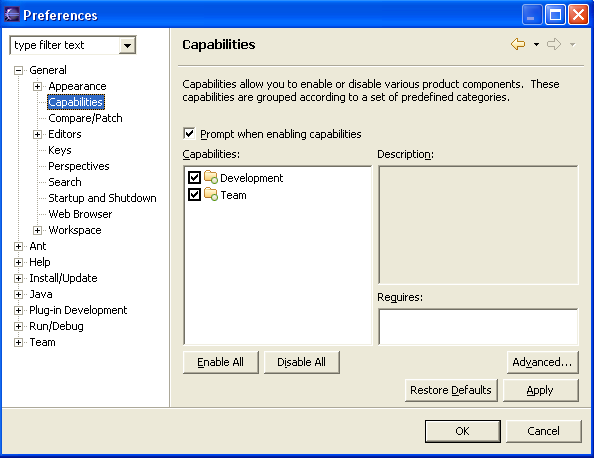 Preferences
type filter text
Capabilities
General
Appearance
Capabilities
Compare/Patch
Editors
Keys
Perspectives
Search
Startup and Shutdown
Web Browser
Workspace
Ant
Help
Install/Update
Java
Plug-in Development
Run/Debug
Team
Capabilities allow you to enable or disable various product components. These
capabilities are grouped according to a set of predefined categories.
Prompt when enabling capabilities
Capabilities:
Description:
Development
Team
Requires:
Enable All
Disable All
Advanced...
Restore Defaults
Apply
OK
Cancel